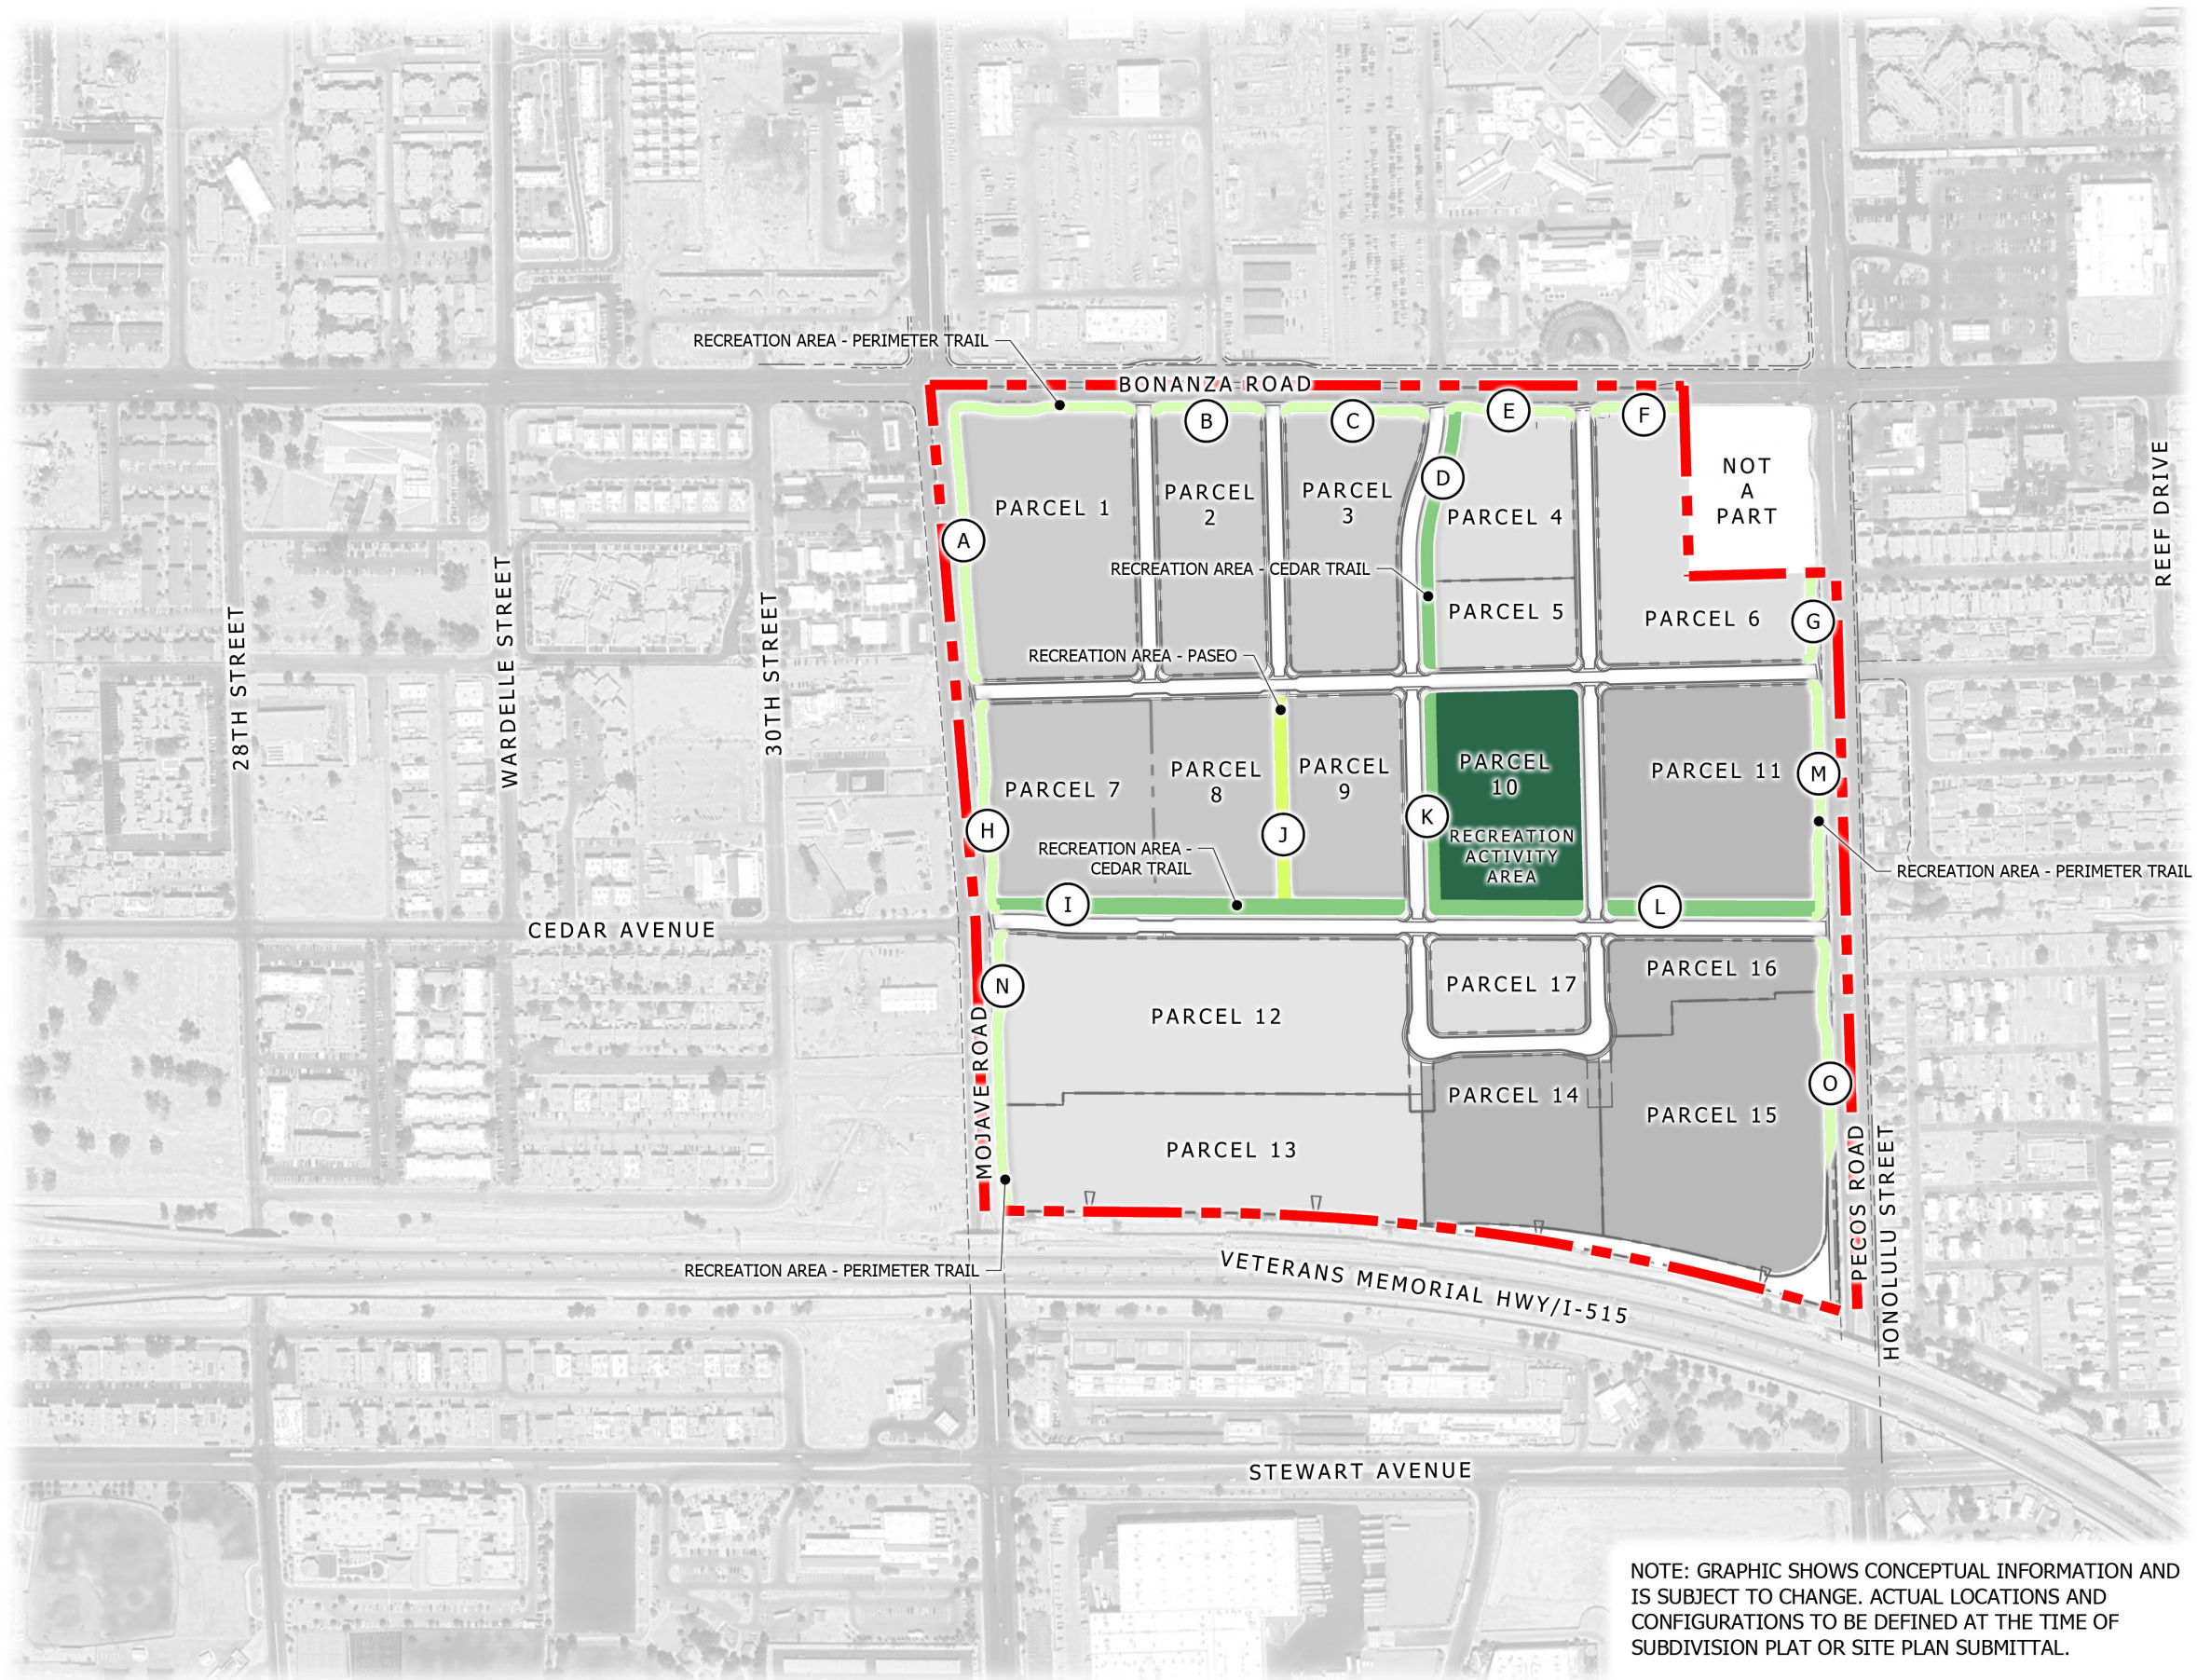 RECREATION AREA - PERIMETER TRAIL
BONANZA ROAD
B
C
E
F
NOT
A
PART
D
PARCEL 1
PARCEL
2
PARCEL
3
PARCEL 4
A
RECREATION AREA - CEDAR TRAIL
PARCEL 5
PARCEL 6
G
REEF DRIVE
28TH STREET
WARDELLE STREET
30TH STREET
RECREATION AREA - PASEO
PARCEL 7
PARCEL
8
PARCEL
9
PARCEL
10
RECREATION
ACTIVITY
AREA
PARCEL 11
M
H
J
K
RECREATION AREA -
CEDAR TRAIL
RECREATION AREA - PERIMETER TRAIL
I
L
CEDAR AVENUE
N
PARCEL 12
PARCEL 17
PARCEL 16
MOJAVE ROAD
PARCEL 13
PARCEL 14
PARCEL 15
O
PECOS ROAD
HONOLULU STREET
RECREATION AREA - PERIMETER TRAIL
VETERANS MEMORIAL HWY/I-515
STEWART AVENUE
NOTE: GRAPHIC SHOWS CONCEPTUAL INFORMATION AND
IS SUBJECT TO CHANGE. ACTUAL LOCATIONS AND
CONFIGURATIONS TO BE DEFINED AT THE TIME OF
SUBDIVISION PLAT OR SITE PLAN SUBMITTAL.